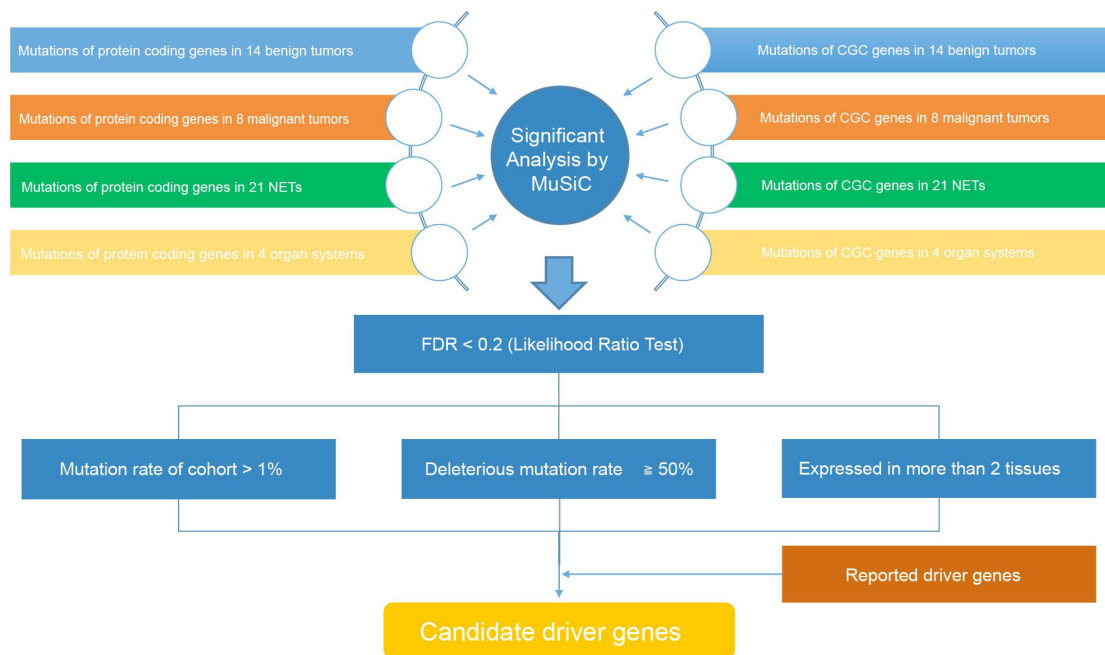 Mutations of protein coding genes in 14 benign tumors
Mutations of protein coding genes in 8 malignant tumors
Mutations of protein coding genes in 21 NETs
Mutations of protein coding genes in 4 organ systems
Significant
Analysis by
MuSiC
Mutations of CGC genes in 14 benign tumors
Mutations of CGC genes in 8 malignant tumors
Mutations of CGC genes in 21 NETs
Mutations of CGC genes in 4 organ systems
FDR < 0.2 (Likelihood Ratio Test)
Mutation rate of cohort > 1%
Deleterious mutation rate ≧ 50%
Expressed in more than 2 tissues
Reported driver genes
Candidate driver genes